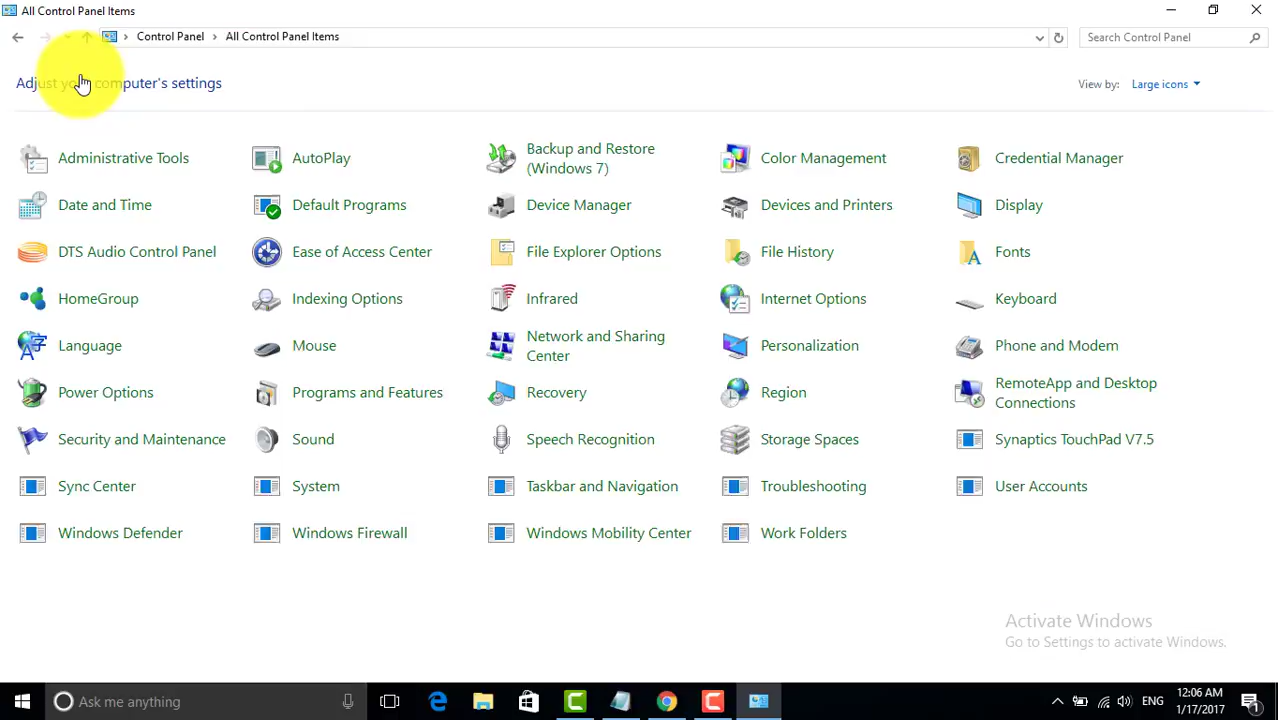 All Control Panel Items
Control Panel > All Control Panel Items
Search Control Panel
Adjust yo computer's settings
View by: Large icons
Administrative Tools
AutoPlay
Backup and Restore
(Windows 7)
Color Management
Credential Manager
Date and Time
Default Programs
Device Manager
Devices and Printers
Display
DTS Audio Control Panel
Ease of Access Center
File Explorer Options
File History
Fonts
HomeGroup
Indexing Options
Infrared
Internet Options
Keyboard
Language
Mouse
Network and Sharing
Center
Personalization
Phone and Modem
Power Options
Programs and Features
Recovery
Region
RemoteApp and Desktop
Connections
Security and Maintenance
Sound
Speech Recognition
Storage Spaces
Synaptics TouchPad V7.5
Sync Center
System
Taskbar and Navigation
Troubleshooting
User Accounts
Windows Defender
Windows Firewall
Windows Mobility Center
Work Folders
Activate Windows
Go to Settings to activate Windows.
Ask me anything
ENG
12:06 AM
1/17/2017
1